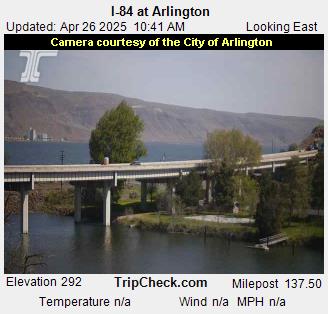 I-84 at Arlington
Updated: Apr 26 2025 10:41 AM Looking East
Camera courtesy of the City of Arlington
Elevation 292 TripCheck.com Milepost 137.50
Temperature n/a Wind n/a MPH n/a